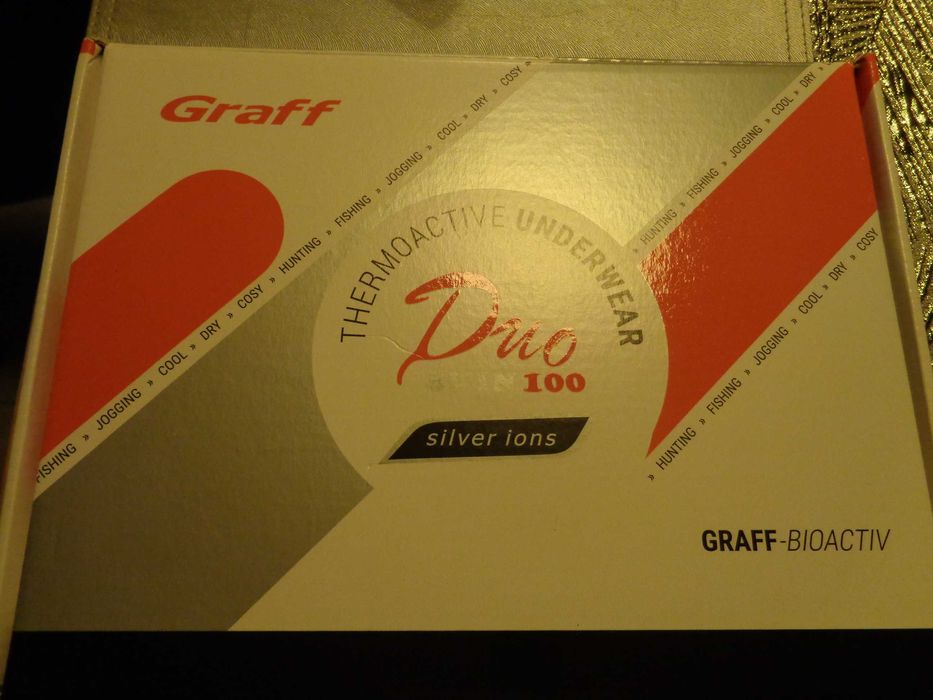 Graff
FISHING » JOGGING » COOL » DRY » COSY » HUNTING » FISHING » JOGGING » COOL » DRY » COSY »
» HUNTING » FISHING » JOGGING » COOL » DRY »
THERMOACTIVE UNDERWEAR
Duo
100
silver ions
» HUNTING » FISHING » JOGGING » COOL » DRY » COSY
GRAFF-BIOACTIV